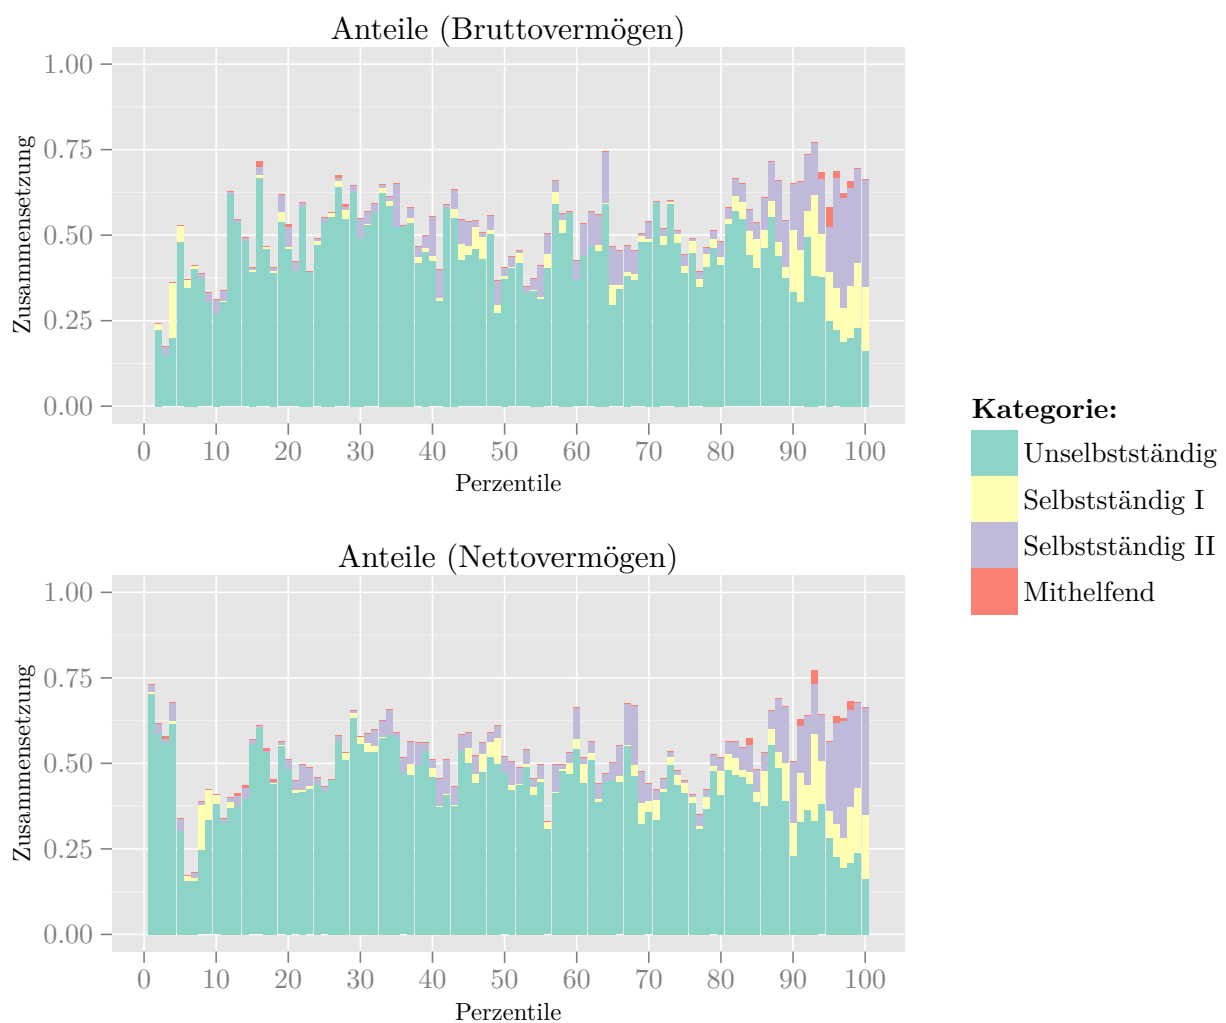 Anteile (Bruttovermögen)
Zusammensetzung
1.00
0.75
0.50
0.25
0.00
0 10 20 30 40 50 60 70 80 90 100
Perzentile
Kategorie:
Unselbstständig
Selbstständig I
Selbstständig II
Mithelfend
Anteile (Nettovermögen)
Zusammensetzung
1.00
0.75
0.50
0.25
0.00
0 10 20 30 40 50 60 70 80 90 100
Perzentile